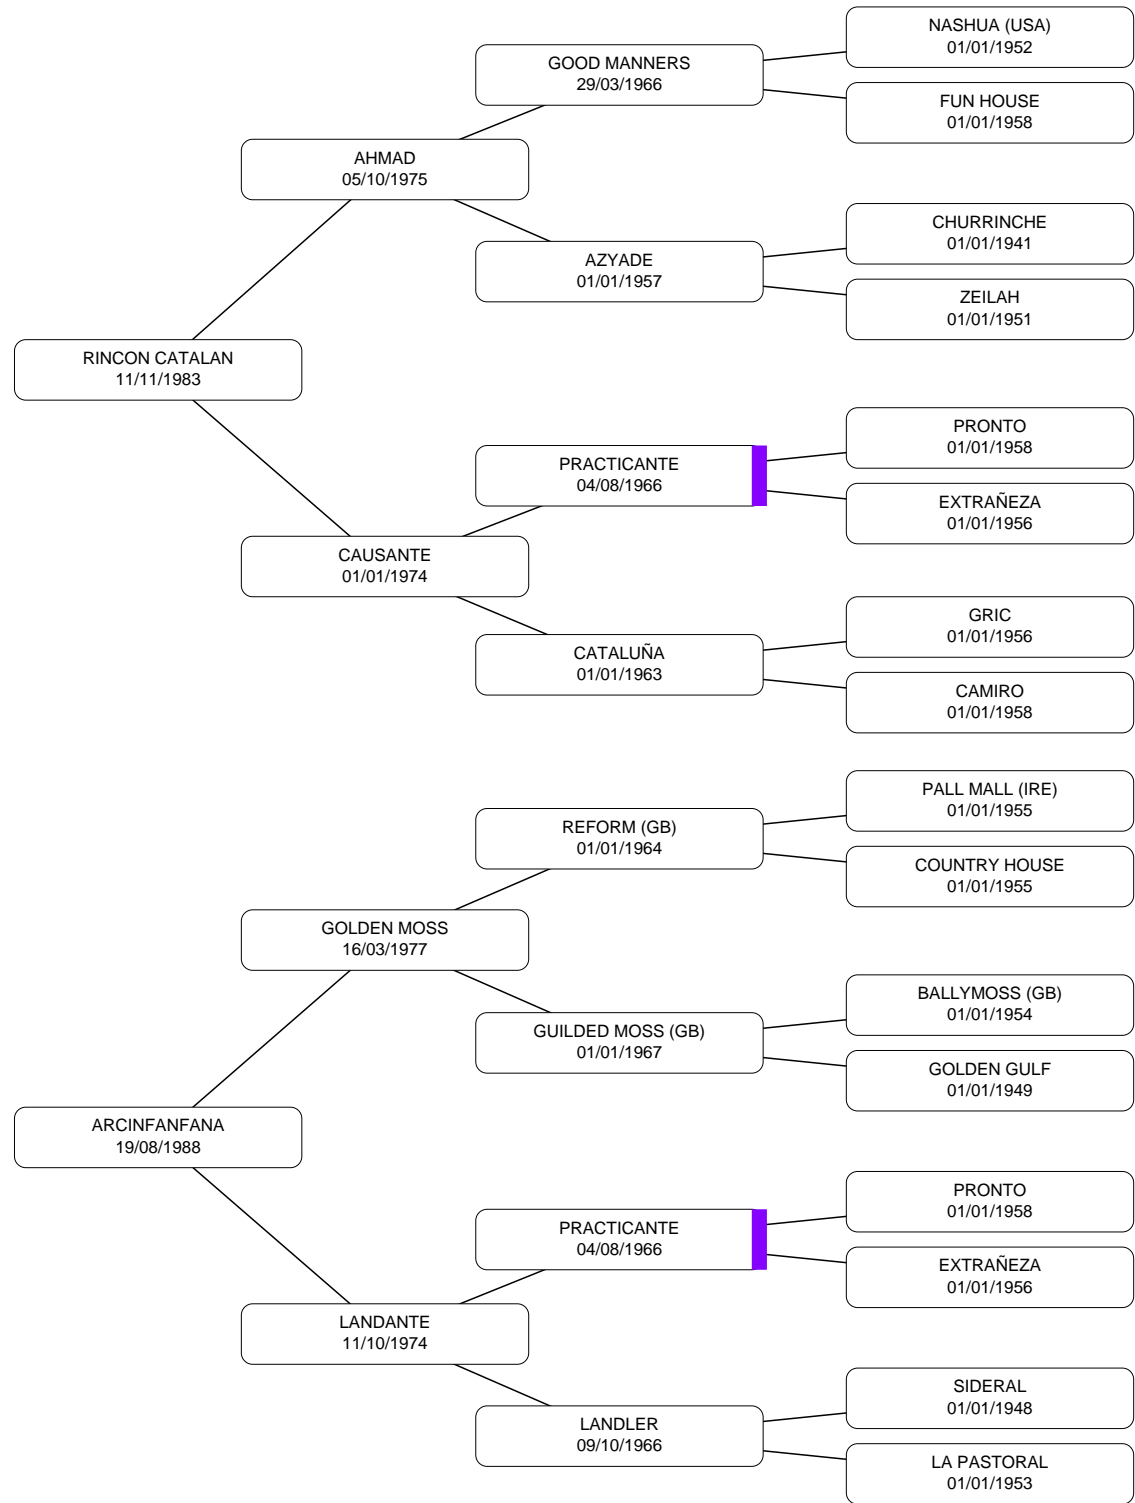 NASHUA (USA)
01/01/1952
GOOD MANNERS
29/03/1966
FUN HOUSE
01/01/1958
AHMAD
05/10/1975
CHURRINCHE
01/01/1941
AZYADE
01/01/1957
ZEILAH
01/01/1951
RINCON CATALAN
11/11/1983
PRONTO
01/01/1958
PRACTICANTE
04/08/1966
EXTRAÑEZA
01/01/1956
CAUSANTE
01/01/1974
GRIC
01/01/1956
CATALUÑA
01/01/1963
CAMIRO
01/01/1958
PALL MALL (IRE)
01/01/1955
REFORM (GB)
01/01/1964
COUNTRY HOUSE
01/01/1955
GOLDEN MOSS
16/03/1977
BALLYMOSS (GB)
01/01/1954
GUILDED MOSS (GB)
01/01/1967
GOLDEN GULF
01/01/1949
ARCINFANFANA
19/08/1988
PRONTO
01/01/1958
PRACTICANTE
04/08/1966
EXTRAÑEZA
01/01/1956
LANDANTE
11/10/1974
SIDERAL
01/01/1948
LANDLER
09/10/1966
LA PASTORAL
01/01/1953